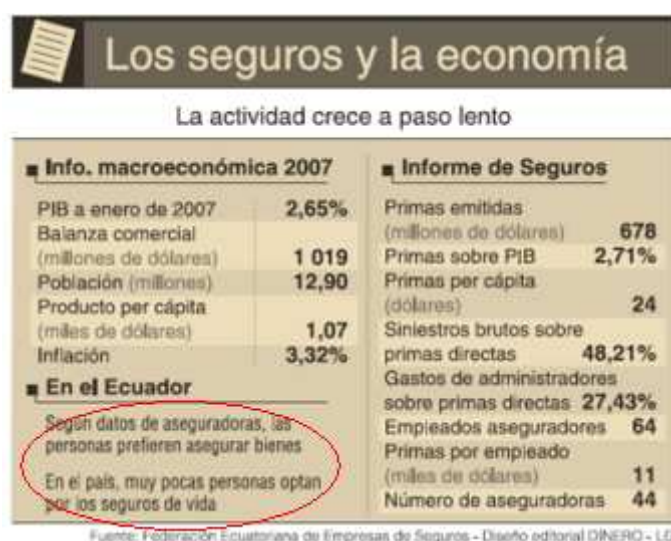 Los seguros y la economía
La actividad crece a paso lento
Info. macroeconómica 2007
PIB a enero de 2007 2,65%
Balanza comercial
(millones de dólares) 1 019
Población (millones) 12,90
Producto per cápita
(miles de dólares) 1,07
Inflación 3,32%
En el Ecuador
Según datos de aseguradoras, las
personas prefieren asegurar bienes
En el país, muy pocas personas optan
por los seguros de vida
Informe de Seguros
Primas emitidas
(millones de dólares) 678
Primas sobre PIB 2,71%
Primas per cápita
(dólares) 24
Siniestros brutos sobre
primas directas 48,21%
Gastos de administradores
sobre primas directas 27,43%
Empleados aseguradores 64
Primas por empleado
(miles de dólares) 11
Número de aseguradoras 44
Fuente: Federación Ecuatoriana de Empresas de Seguros - Diseño editorial DINERO -